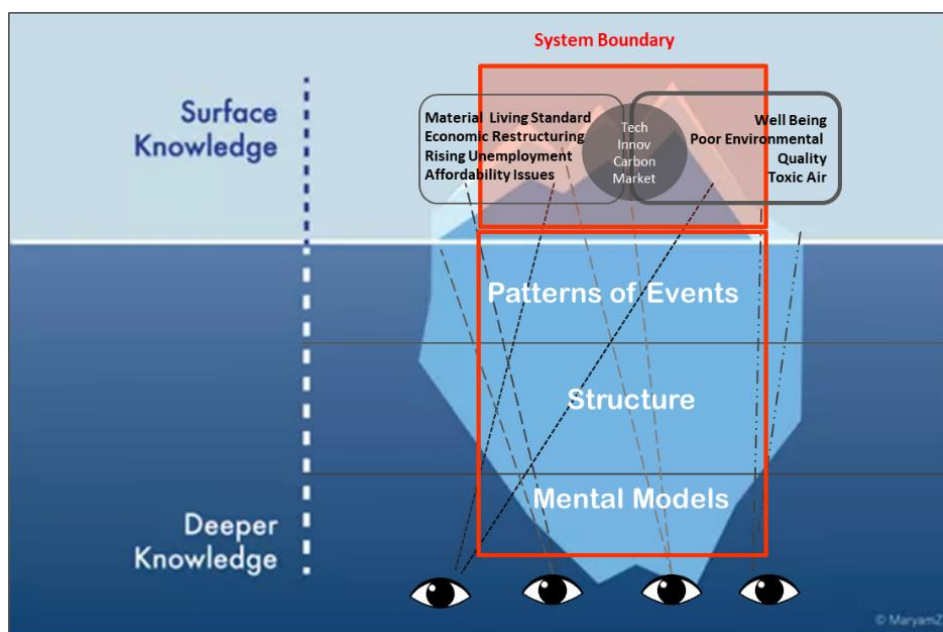 System Boundary
Surface
Knowledge
Material Living Standard
Economic Restructuring
Rising Unemployment
Affordability Issues
Tech
Innov
Carbon
Market
Well Being
Poor Environmental
Quality
Toxic Air
Patterns of Events
Structure
Mental Models
Deeper
Knowledge
© MaryamZ